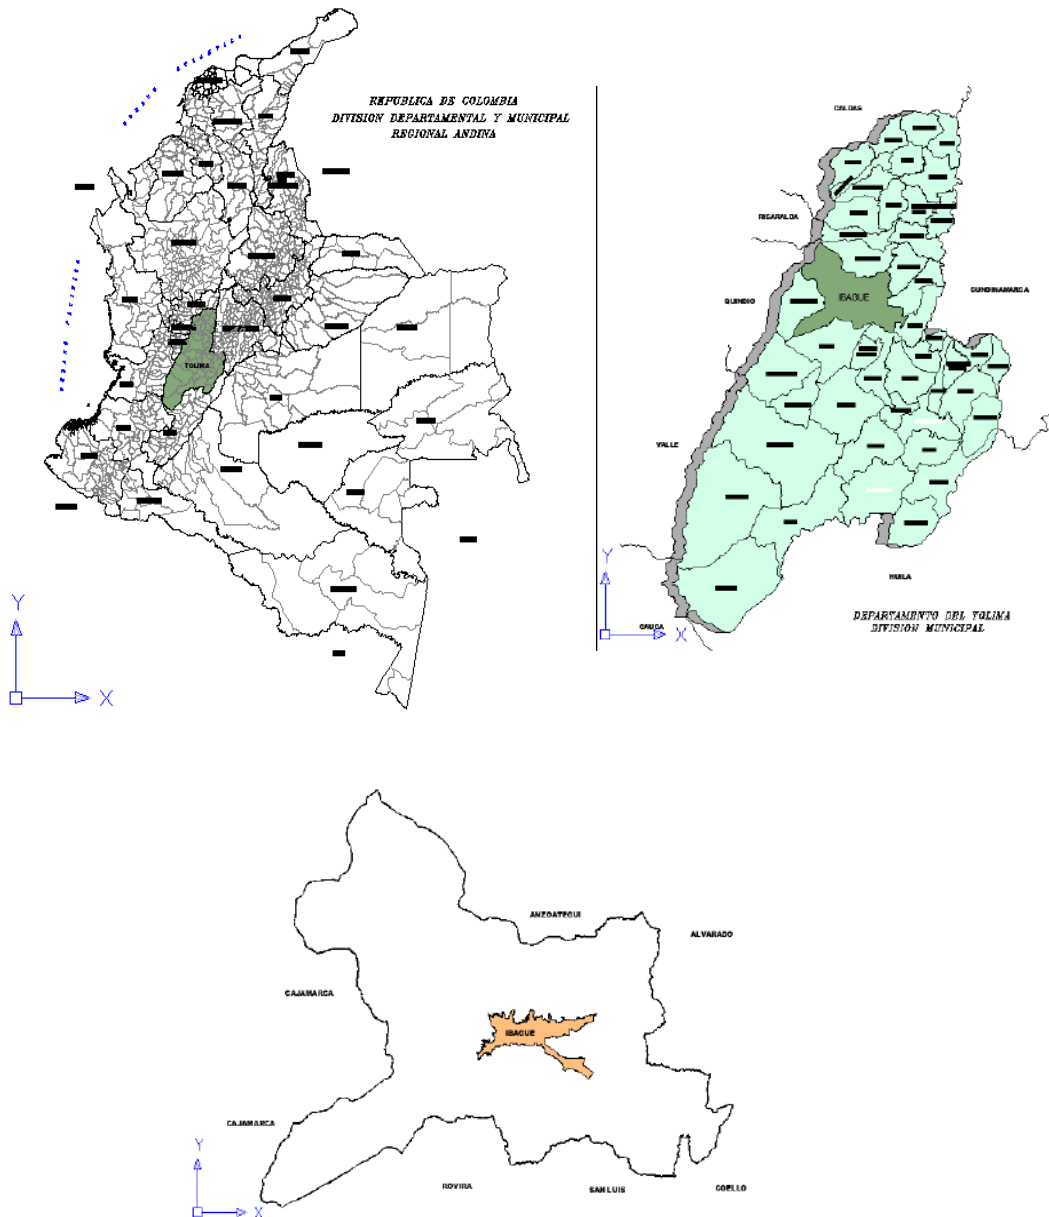 REPUBLICA DE COLOMBIA
DIVISION DEPARTAMENTAL Y MUNICIPAL
REGIONAL ANDINA
TOLIMA
Y
X
CALDAS
RISARALDA
QUINDIO
IBAGUE
CUNDINAMARCA
VALLE
HUILA
CAUCA
Y
X
DEPARTAMENTO DEL TOLIMA
DIVISION MUNICIPAL
ANZOATEGUI
ALVARADO
CAJAMARCA
IBAGUE
CAJAMARCA
ROVIRA
SAN LUIS
COELLO
Y
X